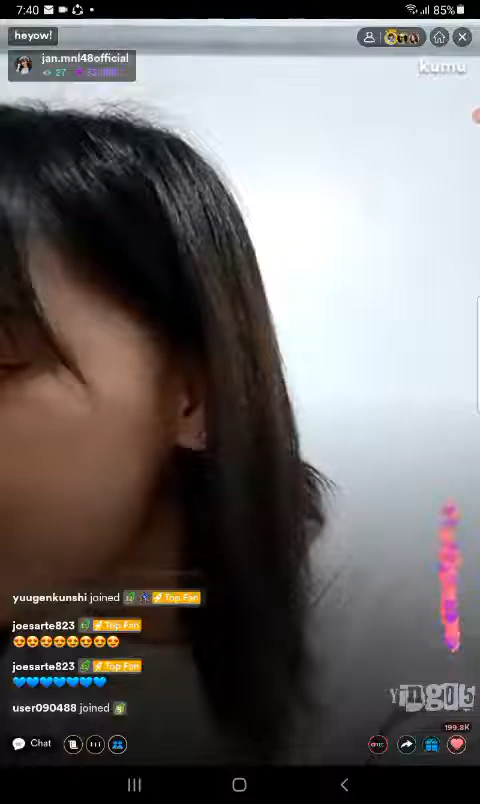 7:40
85%
heyow!
jan.mnl48official
27
kumu
yuugenkunshi joined Top Fan
joesarte823 Top Fan
😍😍😍😍😍😍😍😍
joesarte823 Top Fan
💙💙💙💙💙💙💙
user090488 joined
199.8K
Chat